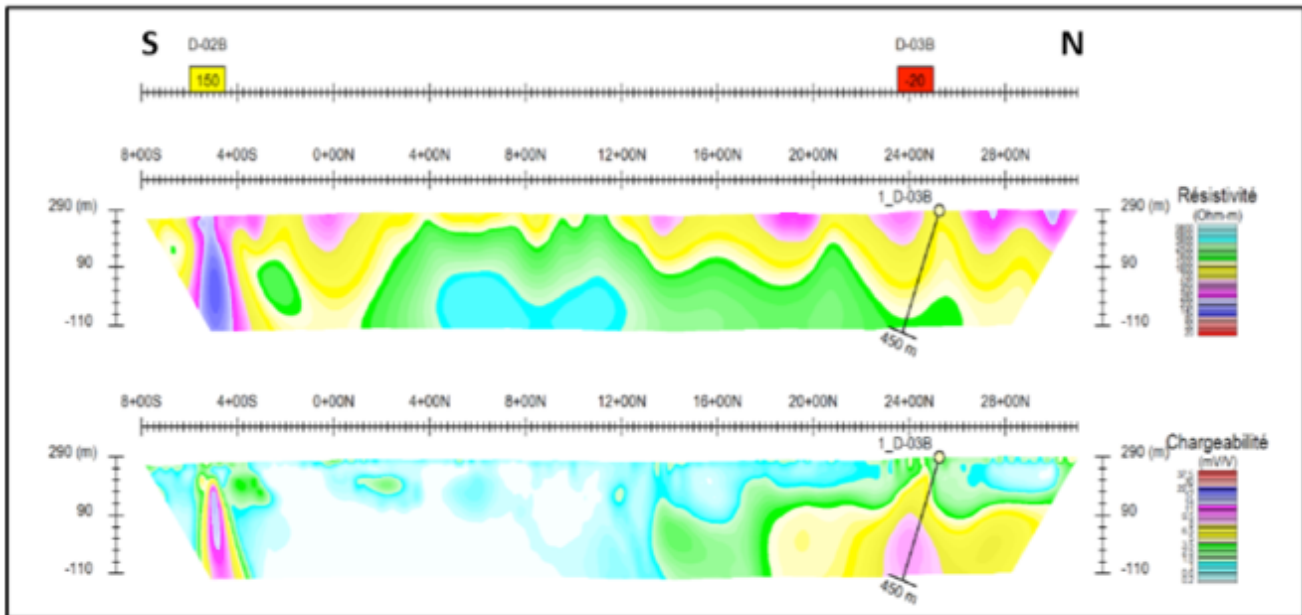 S N
D-02B D-03B
150 -20
8+00S 4+00S 0+00N 4+00N 8+00N 12+00N 16+00N 20+00N 24+00N 28+00N
1_D-03B
290 (m) 290 (m) Résistivité
(Ohm-m)
90 90
-110 -110
450 m
8+00S 4+00S 0+00N 4+00N 8+00N 12+00N 16+00N 20+00N 24+00N 28+00N
1_D-03B
290 (m) 290 (m) Chargeabilité
(mV/V)
90 90
-110 -110
450 m